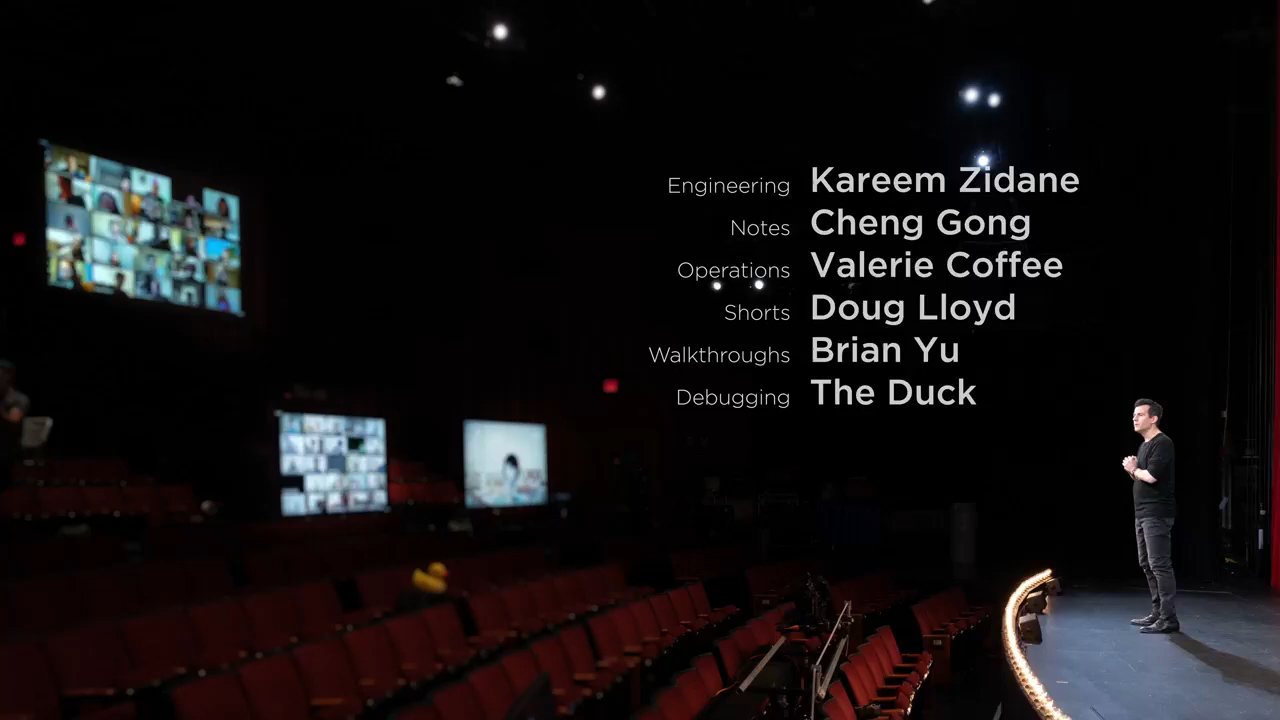 Engineering Kareem Zidane
Notes Cheng Gong
Operations Valerie Coffee
Shorts Doug Lloyd
Walkthroughs Brian Yu
Debugging The Duck